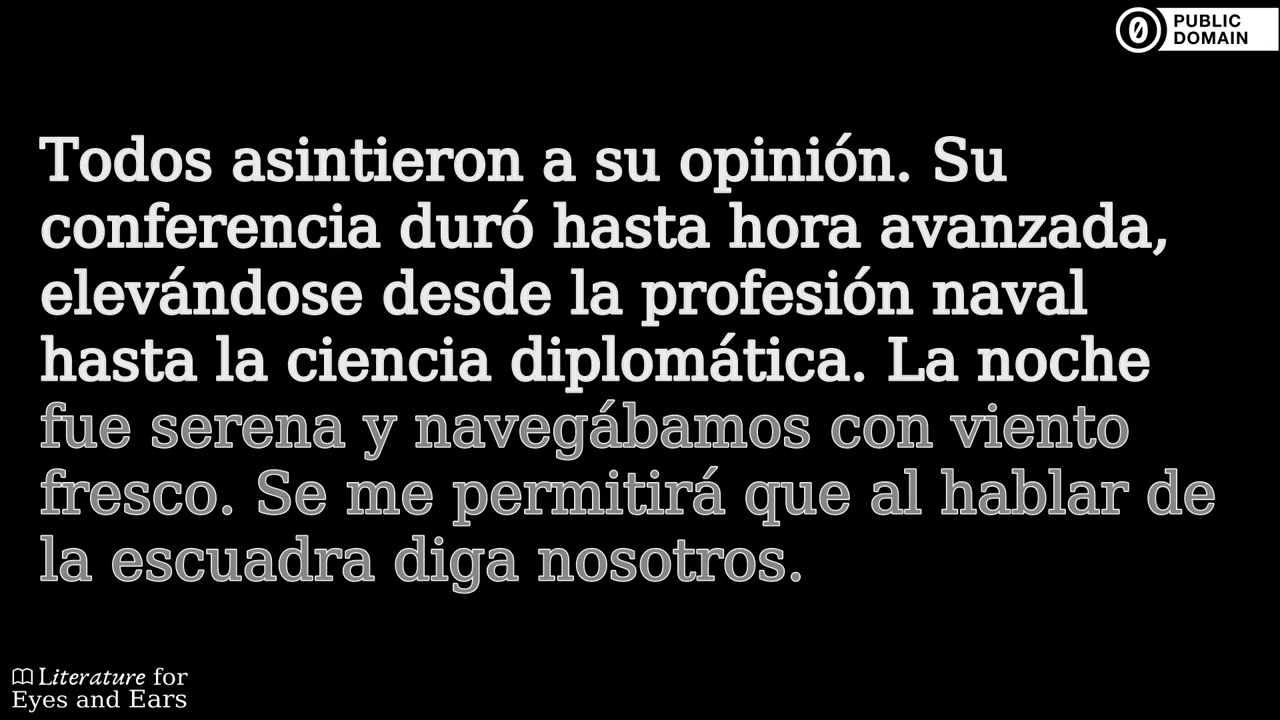 PUBLIC
DOMAIN
Todos asintieron a su opinión. Su
conferencia duró hasta hora avanzada,
elevándose desde la profesión naval
hasta la ciencia diplomática. La noche
fue serena y navegábamos con viento
fresco. Se me permitirá que al hablar de
la escuadra diga nosotros.
Literature for
Eyes and Ears